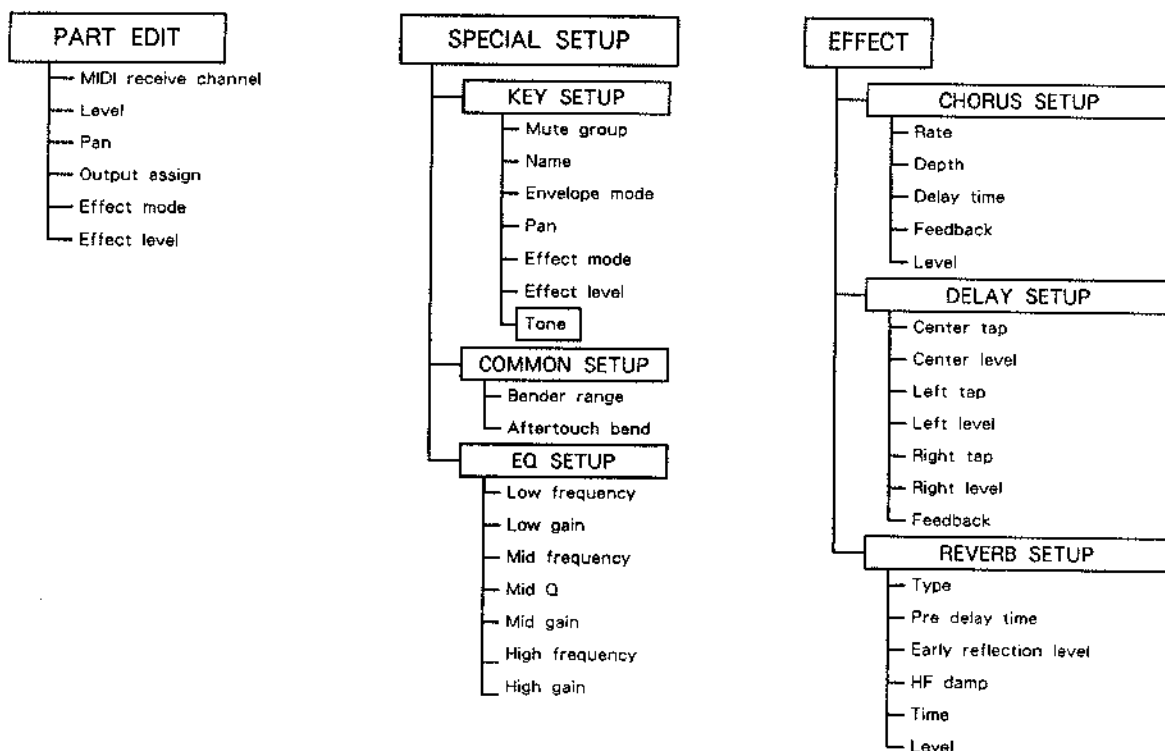 PART EDIT
MIDI receive channel
Level
Pan
Output assign
Effect mode
Effect level
SPECIAL SETUP
KEY SETUP
Mute group
Name
Envelope mode
Pan
Effect mode
Effect level
Tone
COMMON SETUP
Bender range
Aftertouch bend
EQ SETUP
Low frequency
Low gain
Mid frequency
Mid Q
Mid gain
High frequency
High gain
EFFECT
CHORUS SETUP
Rate
Depth
Delay time
Feedback
Level
DELAY SETUP
Center tap
Center level
Left tap
Left level
Right tap
Right level
Feedback
REVERB SETUP
Type
Pre delay time
Early reflection level
HF damp
Time
Level